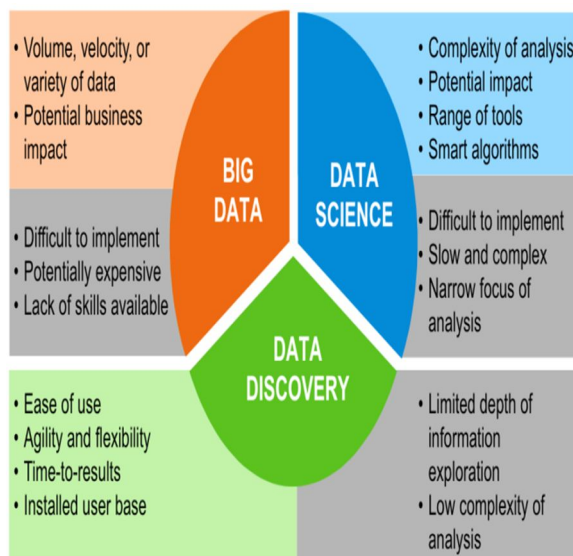 • Volume, velocity, or
variety of data
• Potential business
impact
• Difficult to implement
• Potentially expensive
• Lack of skills available
BIG
DATA
DATA
SCIENCE
• Complexity of analysis
• Potential impact
• Range of tools
• Smart algorithms
• Difficult to implement
• Slow and complex
• Narrow focus of
analysis
DATA
DISCOVERY
• Ease of use
• Agility and flexibility
• Time-to-results
• Installed user base
• Limited depth of
information
exploration
• Low complexity of
analysis